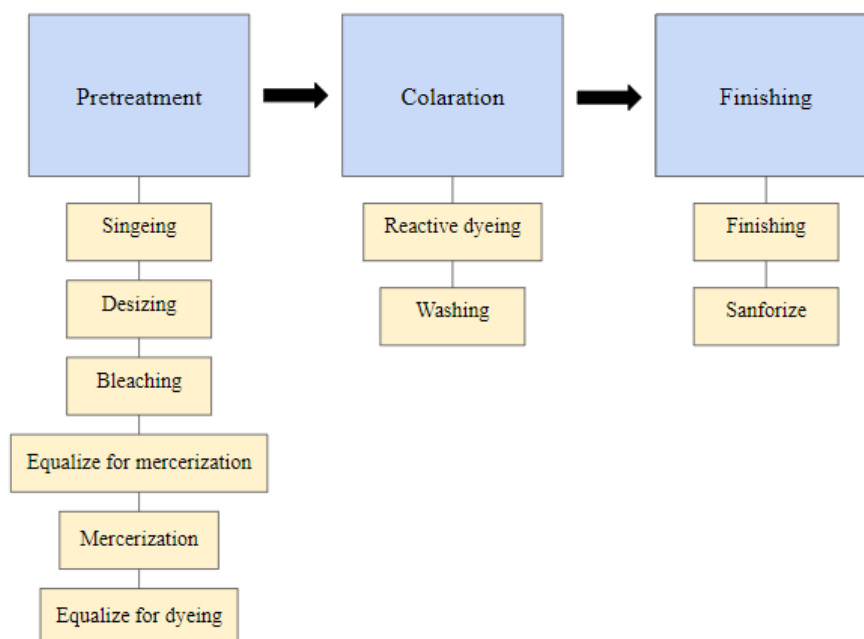 Pretreatment
Colaration
Finishing
Singeing
Desizing
Bleaching
Equalize for mercerization
Mercerization
Equalize for dyeing
Reactive dyeing
Washing
Finishing
Sanforize